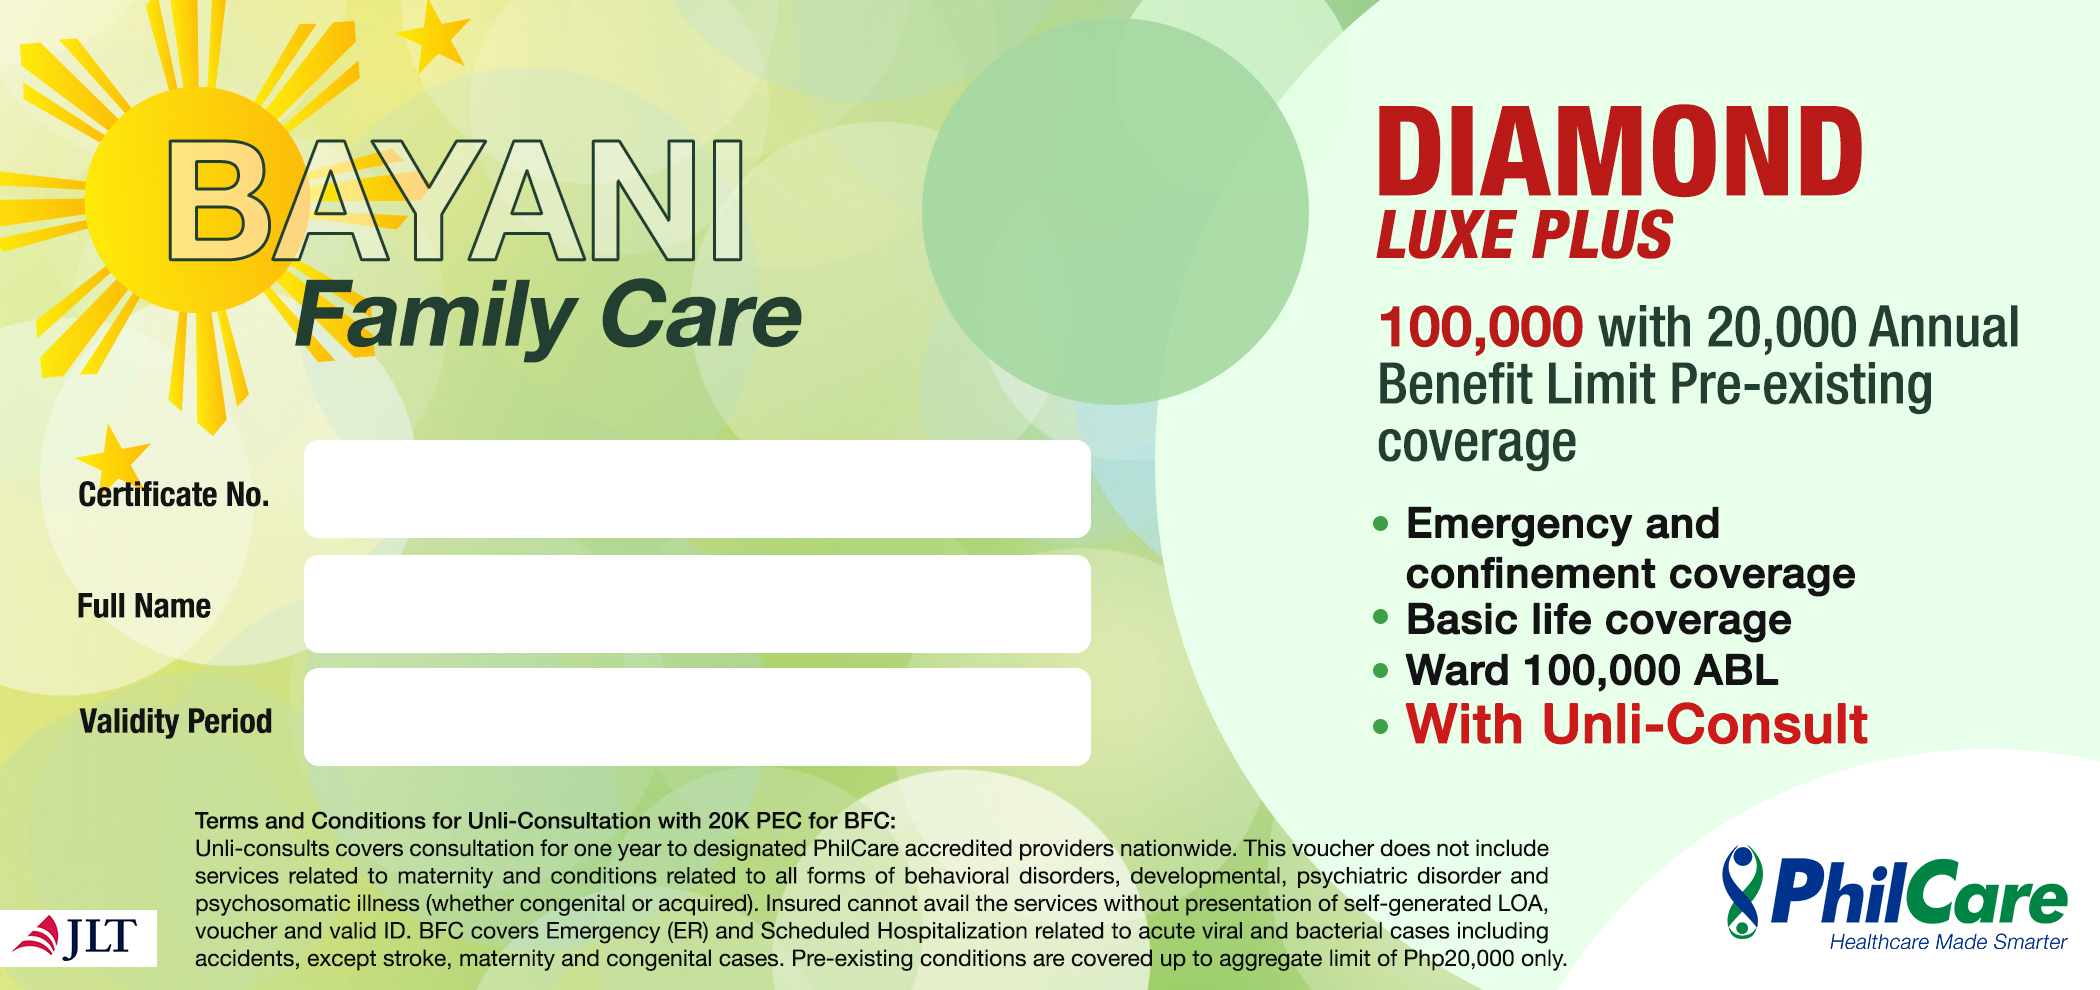 BAYANI
Family Care
Certificate No.
Full Name
Validity Period
DIAMOND
LUXE PLUS
100,000 with 20,000 Annual
Benefit Limit Pre-existing
coverage
• Emergency and
confinement coverage
• Basic life coverage
• Ward 100,000 ABL
• With Unli-Consult
Terms and Conditions for Unli-Consultation with 20K PEC for BFC:
Unli-consults covers consultation for one year to designated PhilCare accredited providers nationwide. This voucher does not include
services related to maternity and conditions related to all forms of behavioral disorders, developmental, psychiatric disorder and
psychosomatic illness (whether congenital or acquired). Insured cannot avail the services without presentation of self-generated LOA,
voucher and valid ID. BFC covers Emergency (ER) and Scheduled Hospitalization related to acute viral and bacterial cases including
accidents, except stroke, maternity and congenital cases. Pre-existing conditions are covered up to aggregate limit of Php20,000 only.
JLT
PhilCare
Healthcare Made Smarter